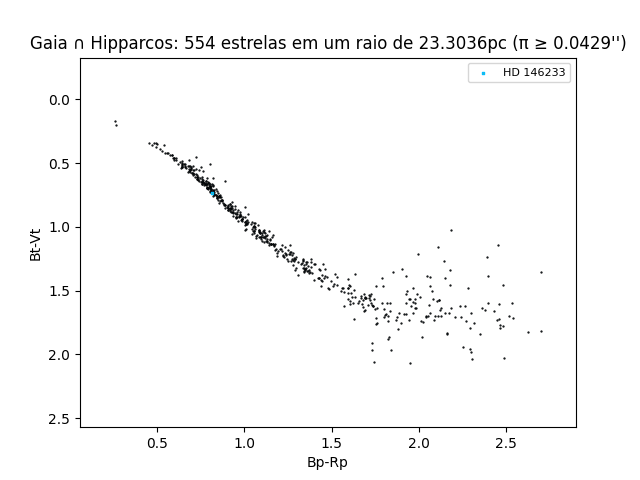 Gaia ∩ Hipparcos: 554 estrelas em um raio de 23.3036pc (π ≥ 0.0429'')
HD 146233
0.0
0.5
1.0
1.5
2.0
2.5
Bt-Vt
0.5 1.0 1.5 2.0 2.5
Bp-Rp